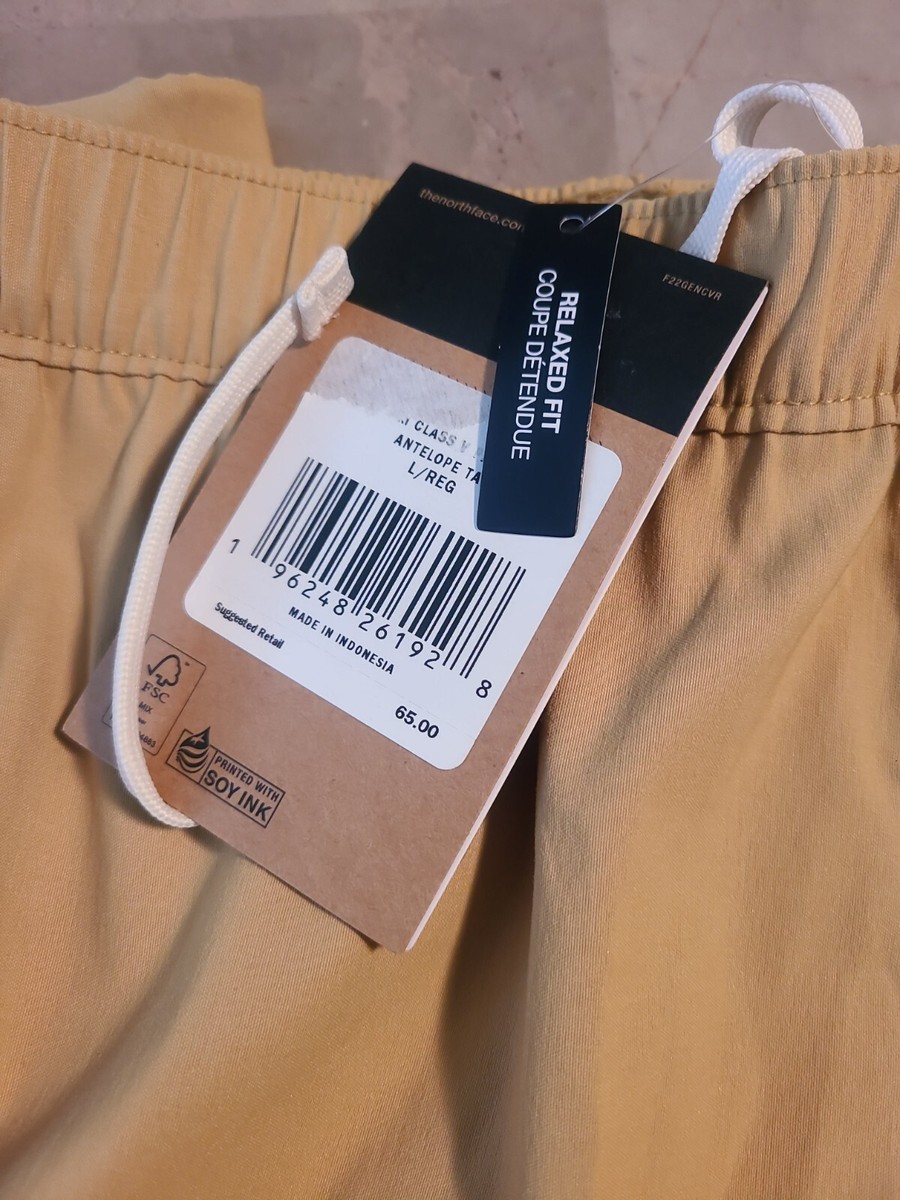 thenorthface.com
F22GENCVR
RELAXED FIT
COUPE DÉTENDUE
CLASS V
ANTELOPE TA
L/REG
1 96248 26192 8
MADE IN INDONESIA
Suggested Retail
65.00
FSC
MIX
PRINTED WITH
SOY INK